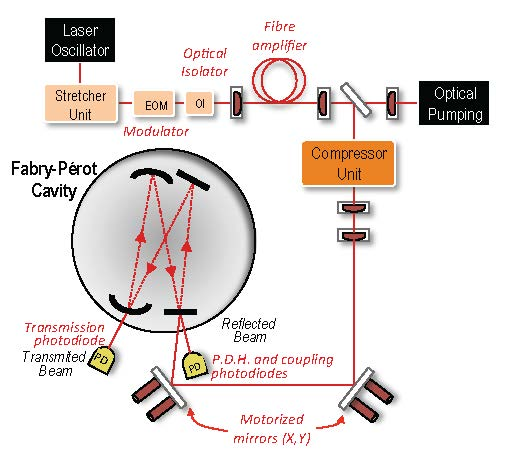 Laser
Oscillator
Stretcher
Unit
EOM
OI
Modulator
Optical
Isolator
Fibre
amplifier
Optical
Pumping
Compressor
Unit
Fabry-Pérot
Cavity
Transmission
photodiode
Transmited
Beam
PD
Reflected
Beam
PD
P.D.H. and coupling
photodiodes
Motorized
mirrors (X,Y)